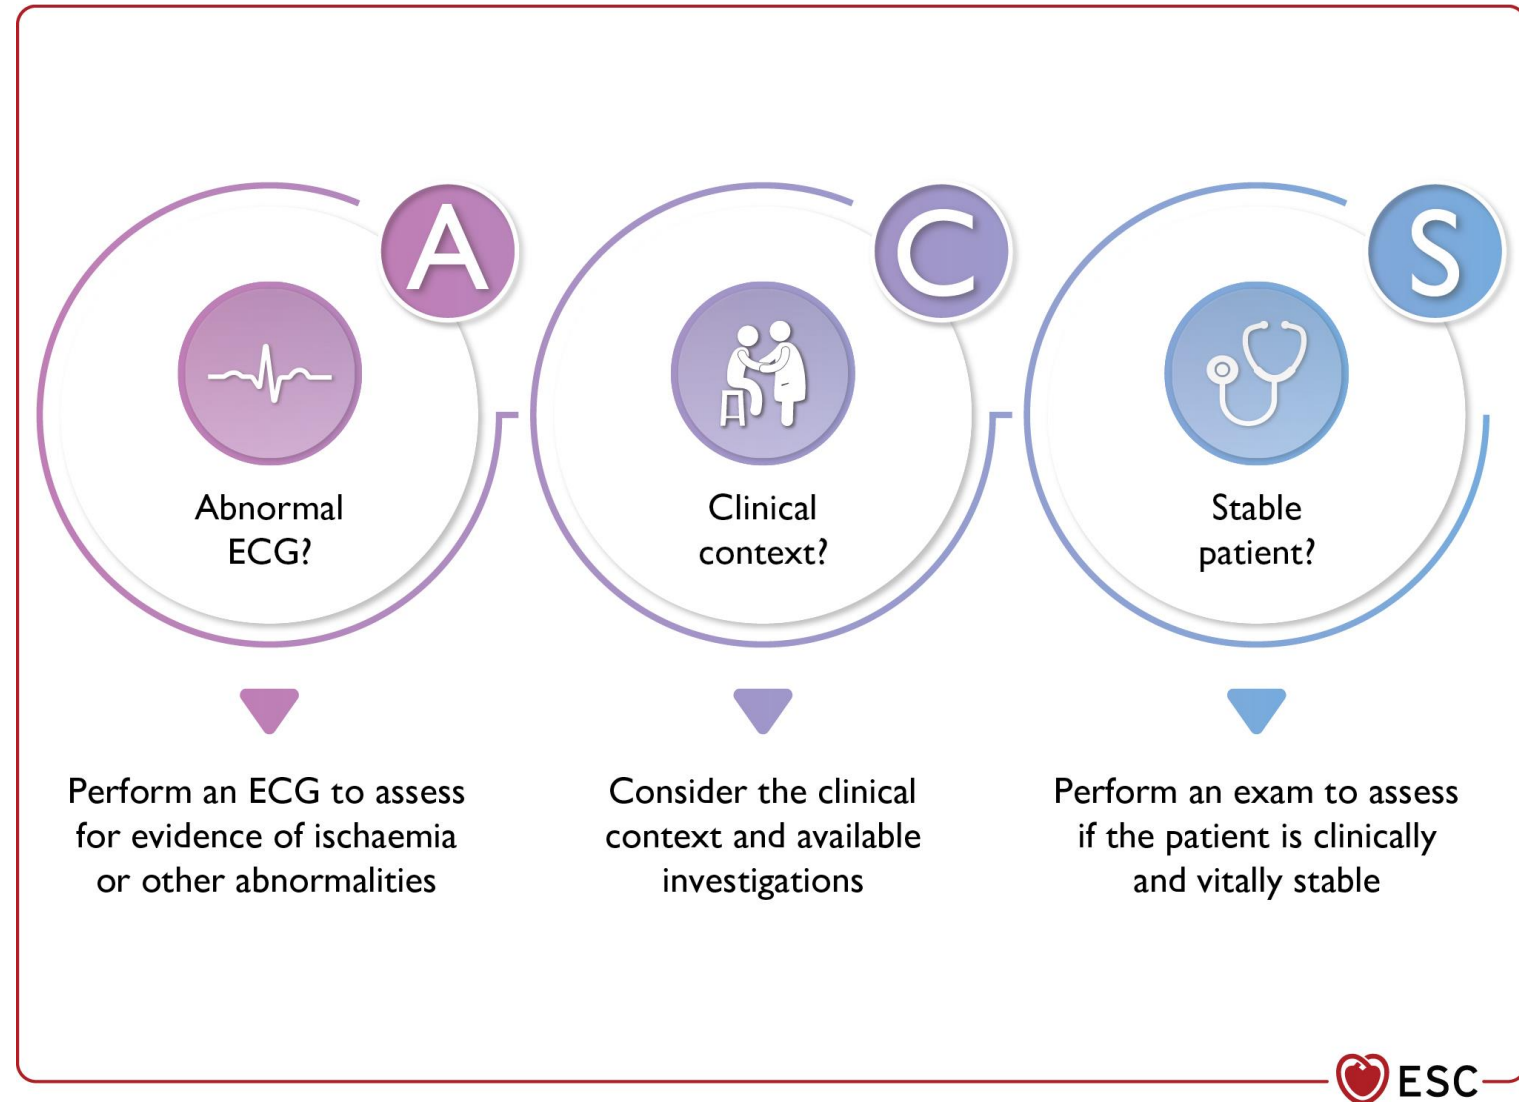 A
C
S
Abnormal
ECG?
Clinical
context?
Stable
patient?
Perform an ECG to assess
for evidence of ischaemia
or other abnormalities
Consider the clinical
context and available
investigations
Perform an exam to assess
if the patient is clinically
and vitally stable
ESC